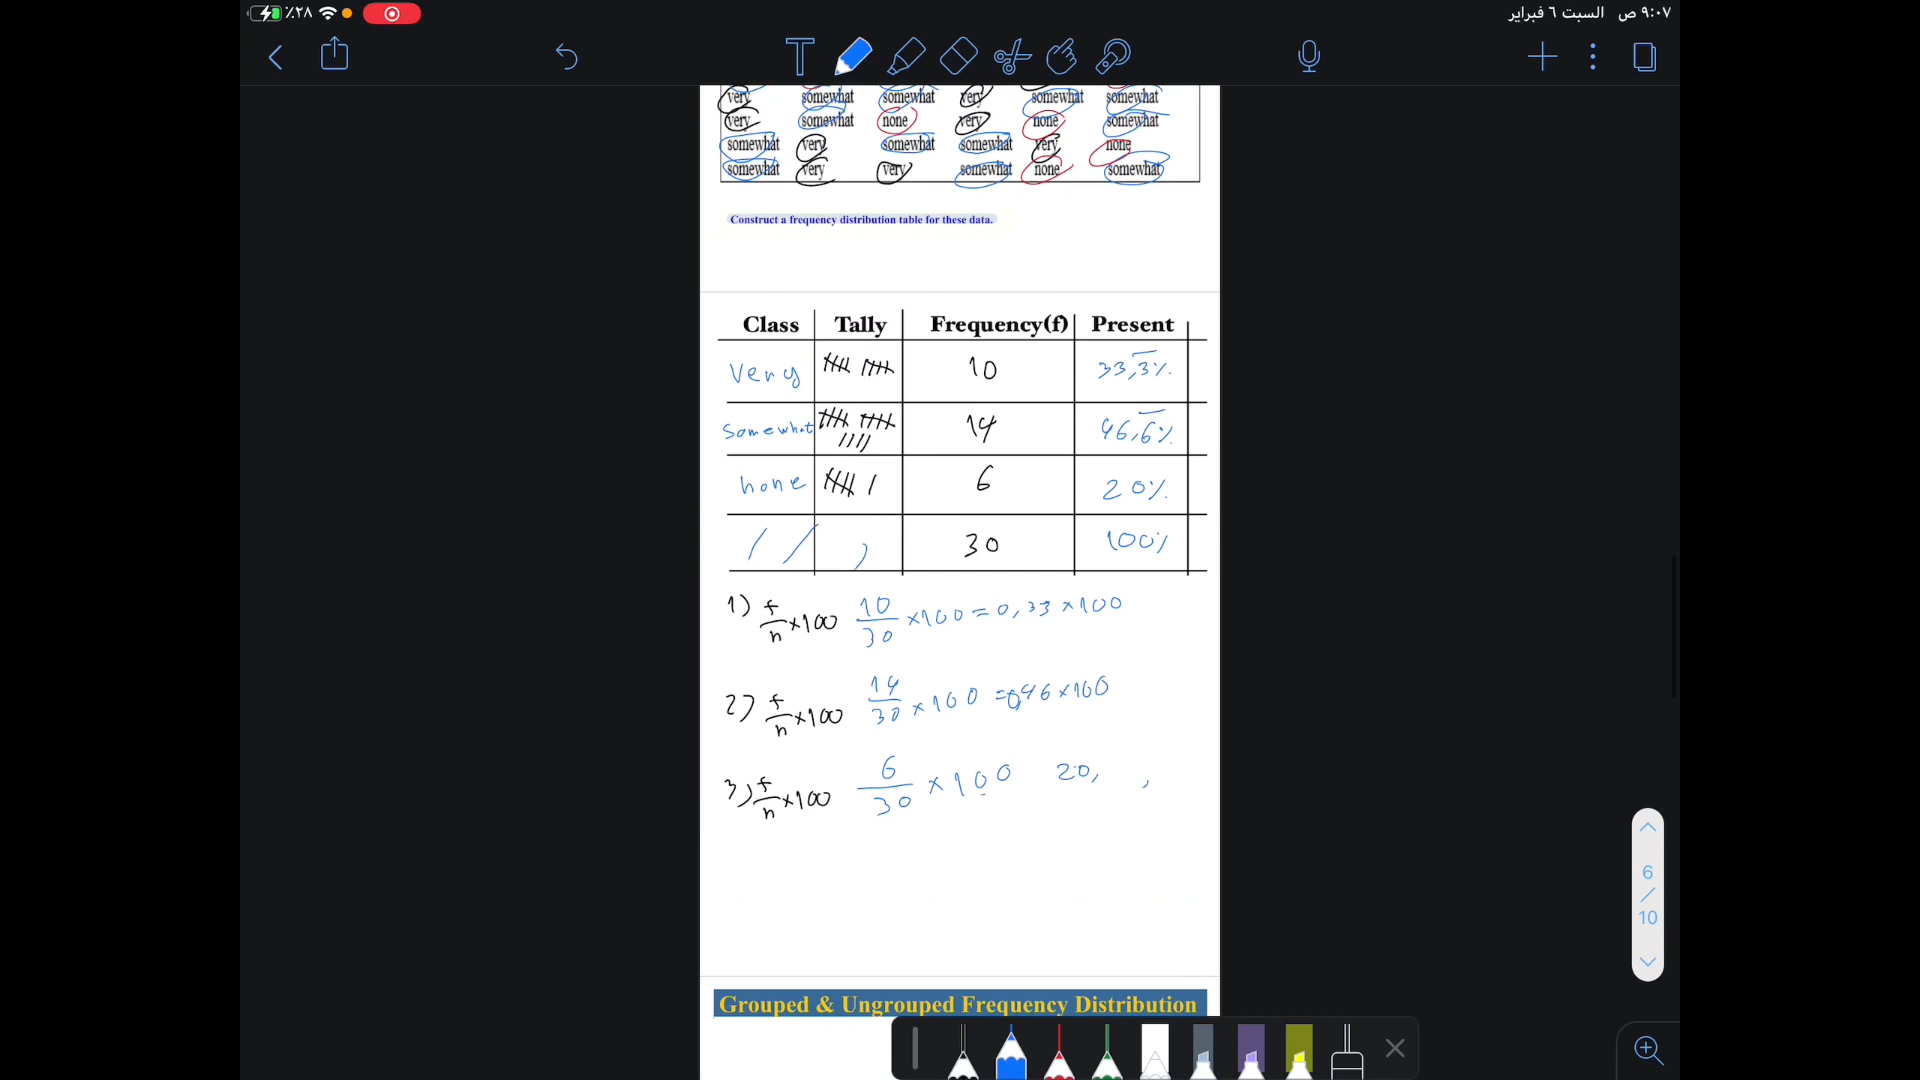 ٪٢٨
٩:٠٧ ص السبت ٦ فبراير
very somewhat somewhat very somewhat somewhat
very somewhat none very none somewhat
somewhat very somewhat somewhat very none
somewhat very very somewhat none somewhat
Construct a frequency distribution table for these data.
Class Tally Frequency(f) Present
Very 10 33,3%
Somewhat 14 46,6%
none 6 20%
30 100%
1) f/n ×100 10/30 ×100 = 0,33 ×100
2) f/n ×100 14/30 ×100 = 0,46 ×100
3) f/n ×100 6/30 ×100 20,
6
/
10
Grouped & Ungrouped Frequency Distribution